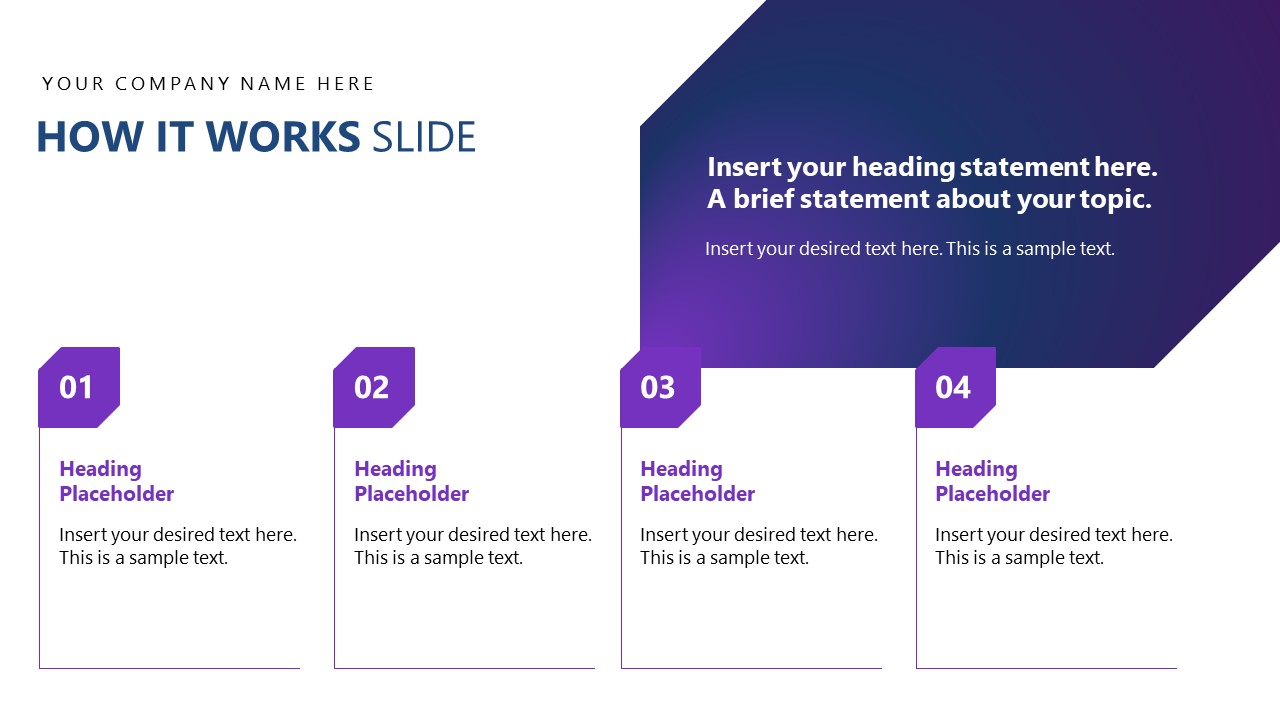 YOUR COMPANY NAME HERE
HOW IT WORKS SLIDE
Insert your heading statement here.
A brief statement about your topic.
Insert your desired text here. This is a sample text.
01
Heading
Placeholder
Insert your desired text here.
This is a sample text.
02
Heading
Placeholder
Insert your desired text here.
This is a sample text.
03
Heading
Placeholder
Insert your desired text here.
This is a sample text.
04
Heading
Placeholder
Insert your desired text here.
This is a sample text.